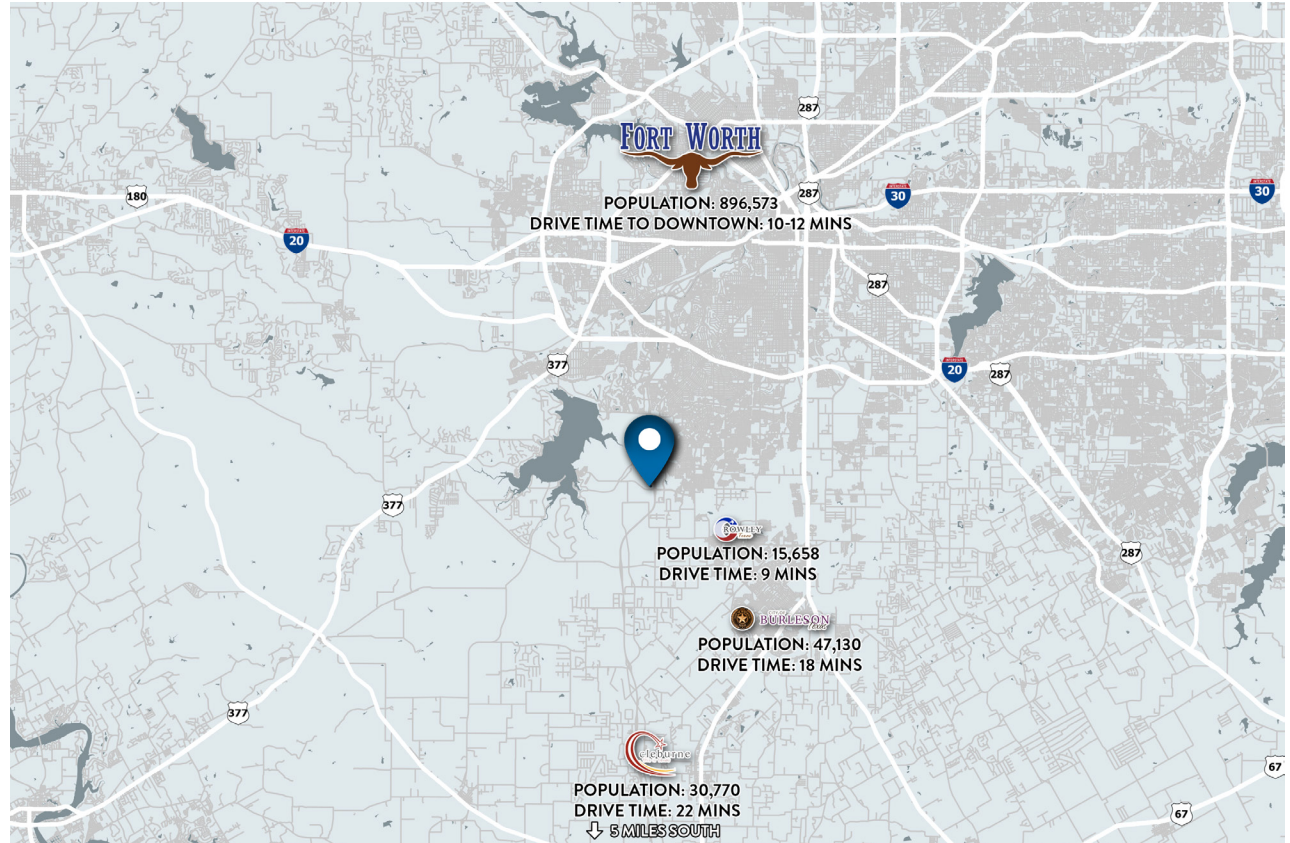 287
FORT WORTH
180
287
30
30
POPULATION: 896,573
DRIVE TIME TO DOWNTOWN: 10-12 MINS
20
287
377
20
287
377
CROWLEY
Texas
POPULATION: 15,658
DRIVE TIME: 9 MINS
287
BURLESON
POPULATION: 47,130
DRIVE TIME: 18 MINS
377
cleburne
67
POPULATION: 30,770
DRIVE TIME: 22 MINS
67
5 MILES SOUTH